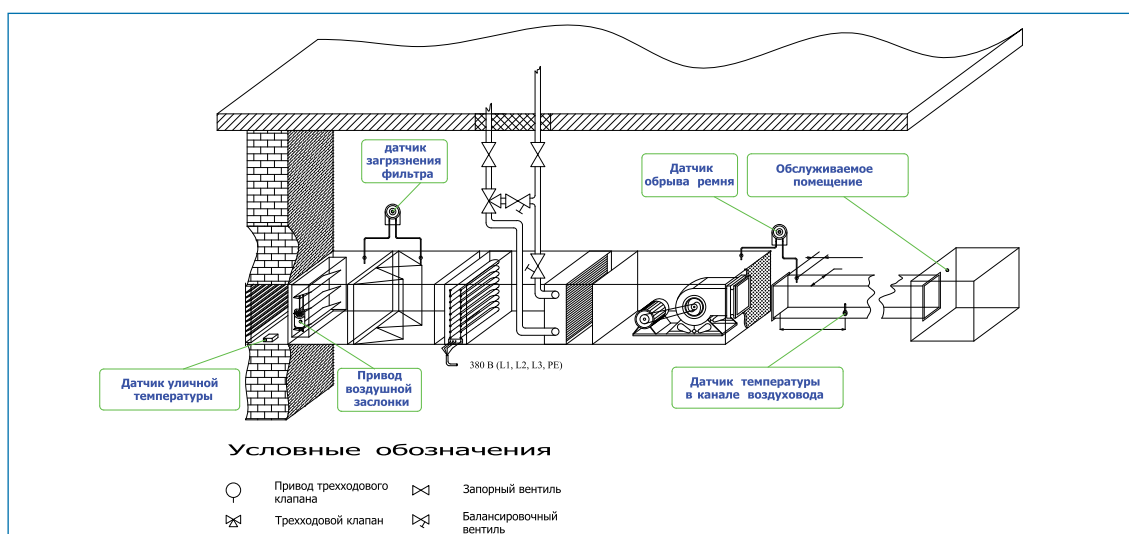 датчик
загрязнения
фильтра
Датчик
обрыва ремня
Обслуживаемое
помещение
380 В (L1, L2, L3, PE)
Датчик уличной
температуры
Привод
воздушной
заслонки
Датчик температуры
в канале воздуховода
Условные обозначения
Привод трехходового
клапана
Запорный вентиль
Трехходовой клапан
Балансировочный
вентиль